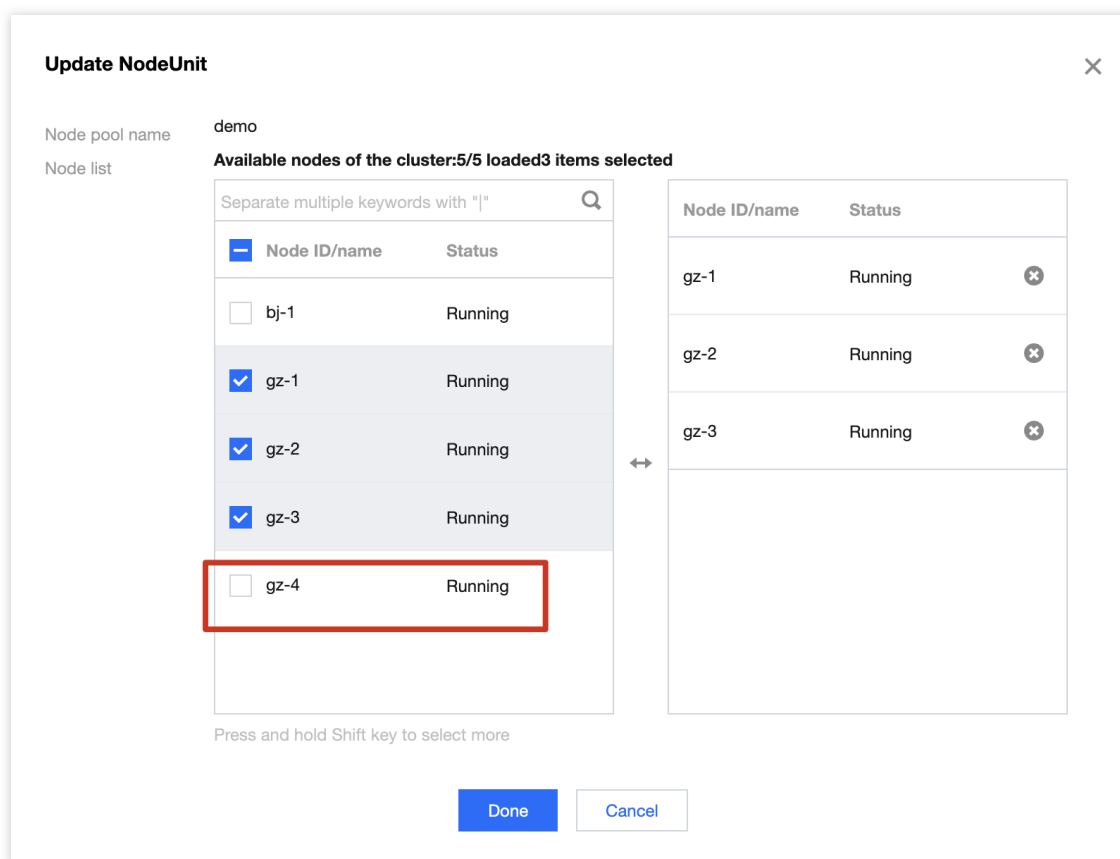 Update NodeUnit
Node pool name demo
Node list Available nodes of the cluster:5/5 loaded3 items selected
Separate multiple keywords with "|"
Node ID/name Status
bj-1 Running
gz-1 Running
gz-2 Running
gz-3 Running
gz-4 Running
Press and hold Shift key to select more
Node ID/name Status
gz-1 Running
gz-2 Running
gz-3 Running
Done Cancel